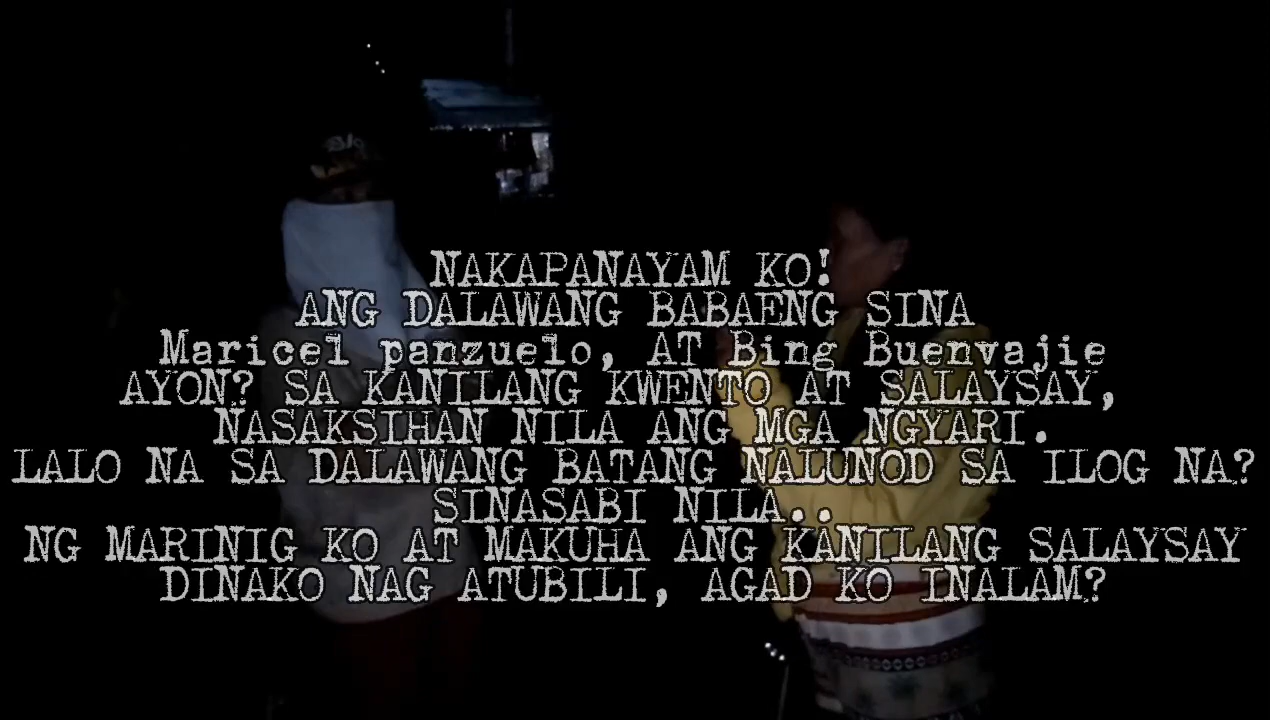 NAKAPANAYAM KO!
ANG DALAWANG BABAENG SINA
Maricel panzuelo, AT Bing Buenvajie
AYON? SA KANILANG KWENTO AT SALAYSAY,
NASAKSIHAN NILA ANG MGA NGYARI.
LALO NA SA DALAWANG BATANG NALUNOD SA ILOG NA?
SINASABI NILA..
NG MARINIG KO AT MAKUHA ANG KANILANG SALAYSAY
DINAKO NAG ATUBILI, AGAD KO INALAM?